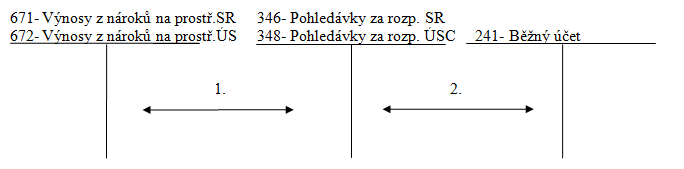 671- Výnosy z nároků na prostř.SR 346- Pohledávky za rozp. SR
672- Výnosy z nároků na prostř.ÚS 348- Pohledávky za rozp. ÚSC 241- Běžný účet
1. 2.